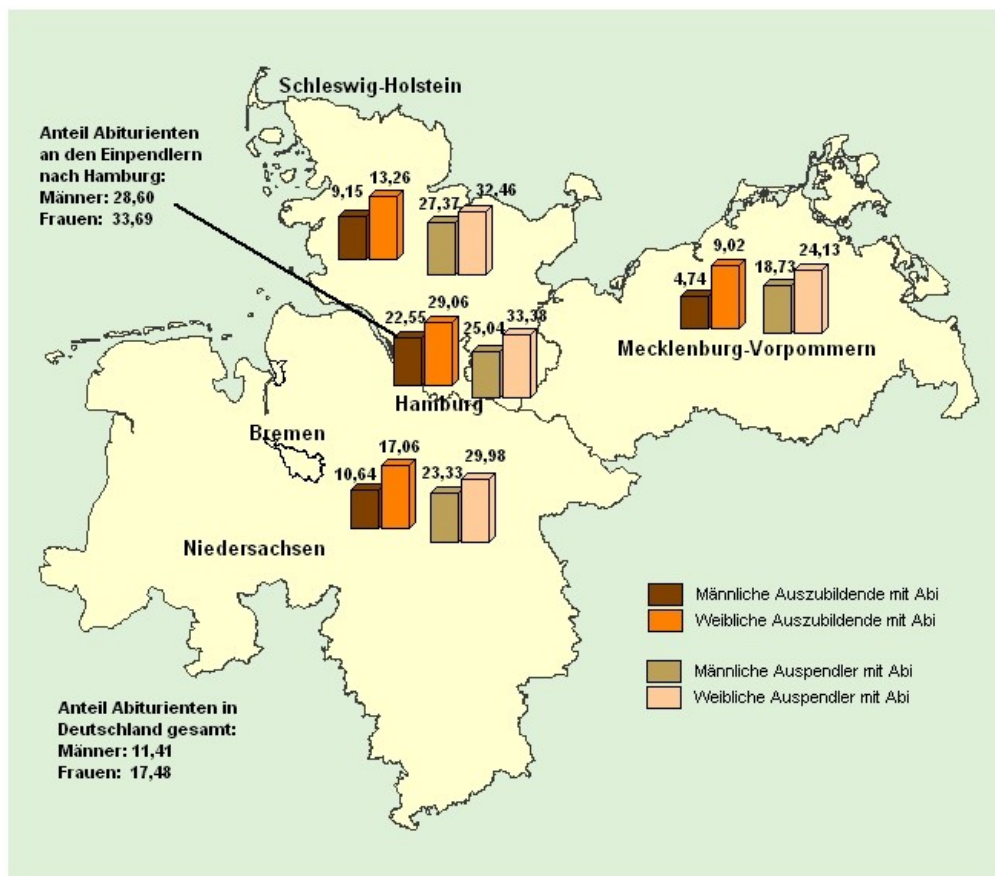 Schleswig-Holstein
Anteil Abiturienten
an den Einpendlern
nach Hamburg:
Männer: 28,60
Frauen: 33,69
9,15
13,26
27,37
32,46
4,74
9,02
18,73
24,13
Mecklenburg-Vorpommern
22,55
29,06
25,04
33,38
Hamburg
Bremen
10,64
17,06
23,33
29,98
Niedersachsen
Männliche Auszubildende mit Abi
Weibliche Auszubildende mit Abi
Männliche Auspendler mit Abi
Weibliche Auspendler mit Abi
Anteil Abiturienten in
Deutschland gesamt:
Männer: 11,41
Frauen: 17,48